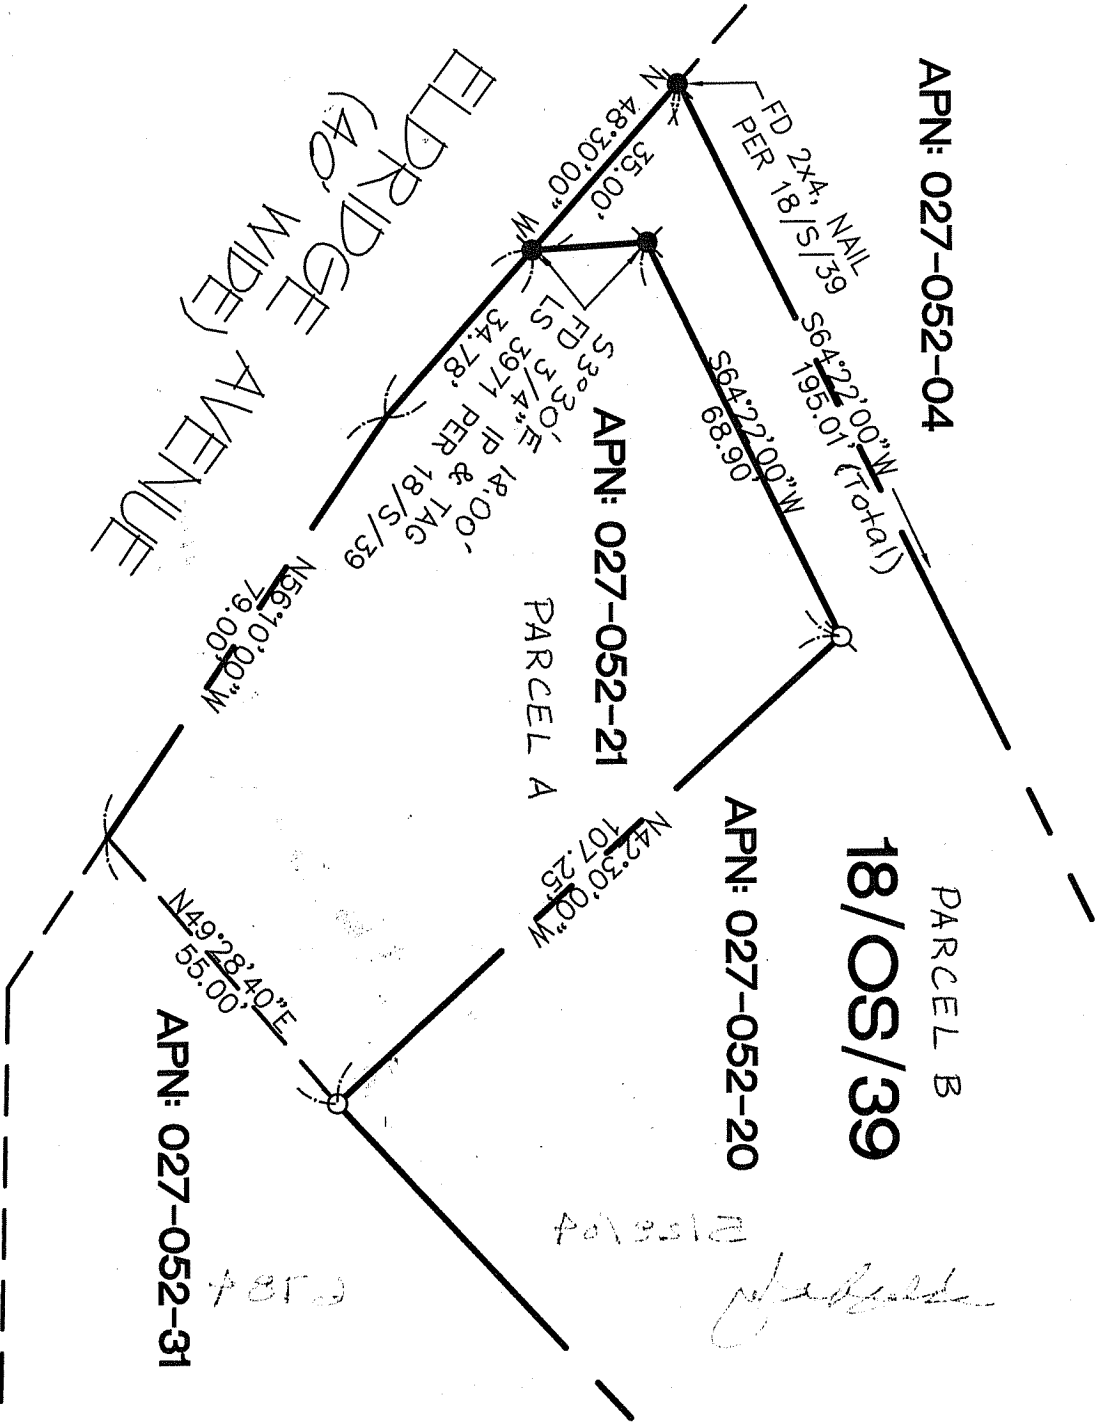 APN: 027-052-04
FD 2x4, NAIL
PER 18/S/39
S64°22'00"W
195.01' (Total)
N 48°30'00" W
35.00'
S64°22'00"W
68.90'
S3°30'E 18.00'
FD 3/4" IP & TAG
LS 3971 PER 18/S/39
34.78'
ELDRIDGE AVENUE
(40' WIDE)
APN: 027-052-21
PARCEL A
N56°10'00"W
79.00'
PARCEL B
18/OS/39
APN: 027-052-20
N42°30'00"W
107.25'
N49°28'40"E
55.00'
APN: 027-052-31